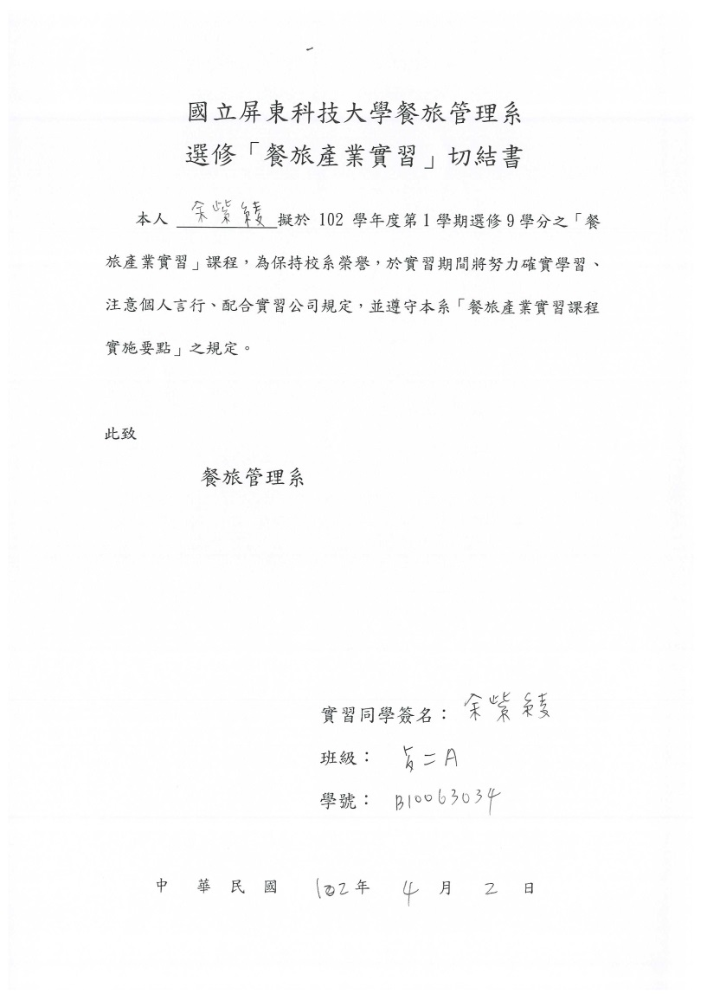 國立屏東科技大學餐旅管理系
選修「餐旅產業實習」切結書
本人 余紫綾 擬於 102 學年度第1學期選修9學分之「餐
旅產業實習」課程，為保持校系榮譽，於實習期間將努力確實學習、
注意個人言行、配合實習公司規定，並遵守本系「餐旅產業實習課程
實施要點」之規定。
此致
餐旅管理系
實習同學簽名： 余紫綾
班級： 二A
學號： B10063034
中 華 民 國 102 年 4 月 2 日